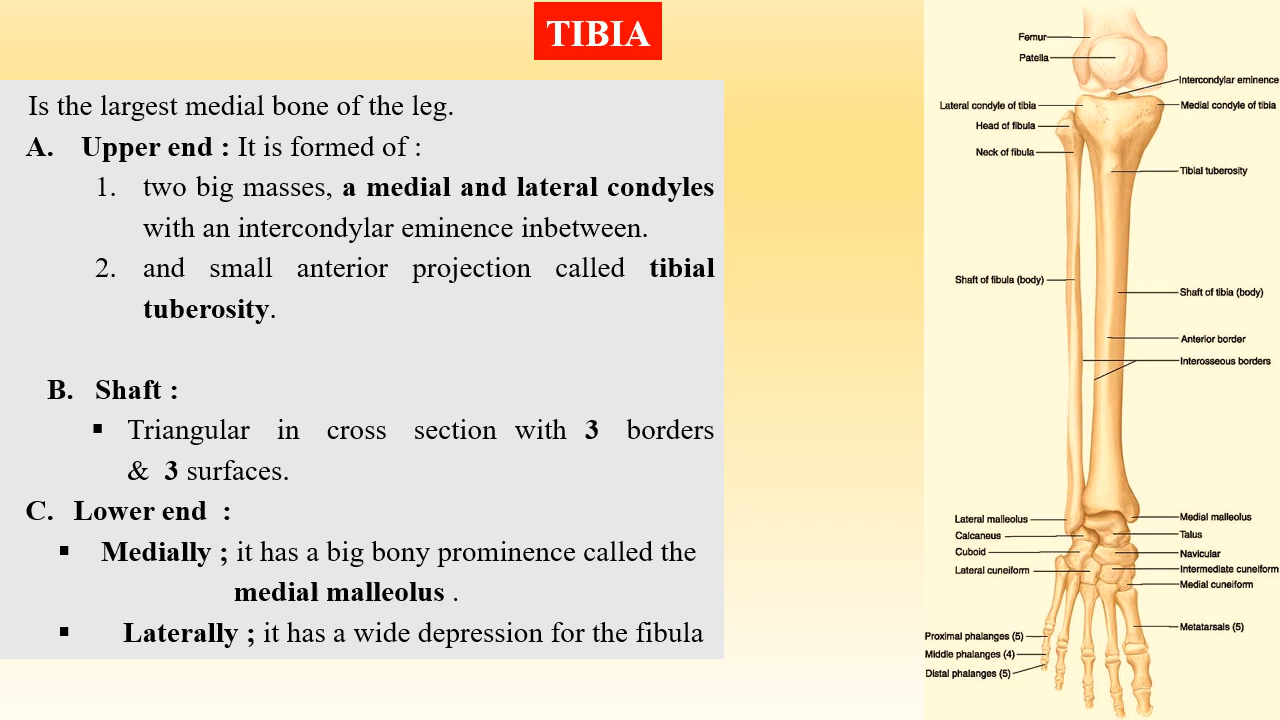 TIBIA
Is the largest medial bone of the leg.
A. Upper end : It is formed of :
1. two big masses, a medial and lateral condyles
with an intercondylar eminence inbetween.
2. and small anterior projection called tibial
tuberosity.
B. Shaft :
▪ Triangular in cross section with 3 borders
& 3 surfaces.
C. Lower end :
▪ Medially ; it has a big bony prominence called the
medial malleolus .
▪ Laterally ; it has a wide depression for the fibula
Femur
Patella
Intercondylar eminence
Lateral condyle of tibia
Medial condyle of tibia
Head of fibula
Neck of fibula
Tibial tuberosity
Shaft of fibula (body)
Shaft of tibia (body)
Anterior border
Interosseous borders
Lateral malleolus
Medial malleolus
Calcaneus
Talus
Cuboid
Navicular
Lateral cuneiform
Intermediate cuneiform
Medial cuneiform
Metatarsals (5)
Proximal phalanges (5)
Middle phalanges (4)
Distal phalanges (5)